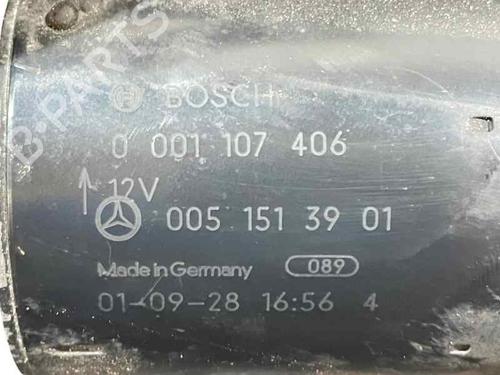 B-PARTS
BOSCH
0 001 107 406
12V
005 151 39 01
Made in Germany 089
01-09-28 16:56 4